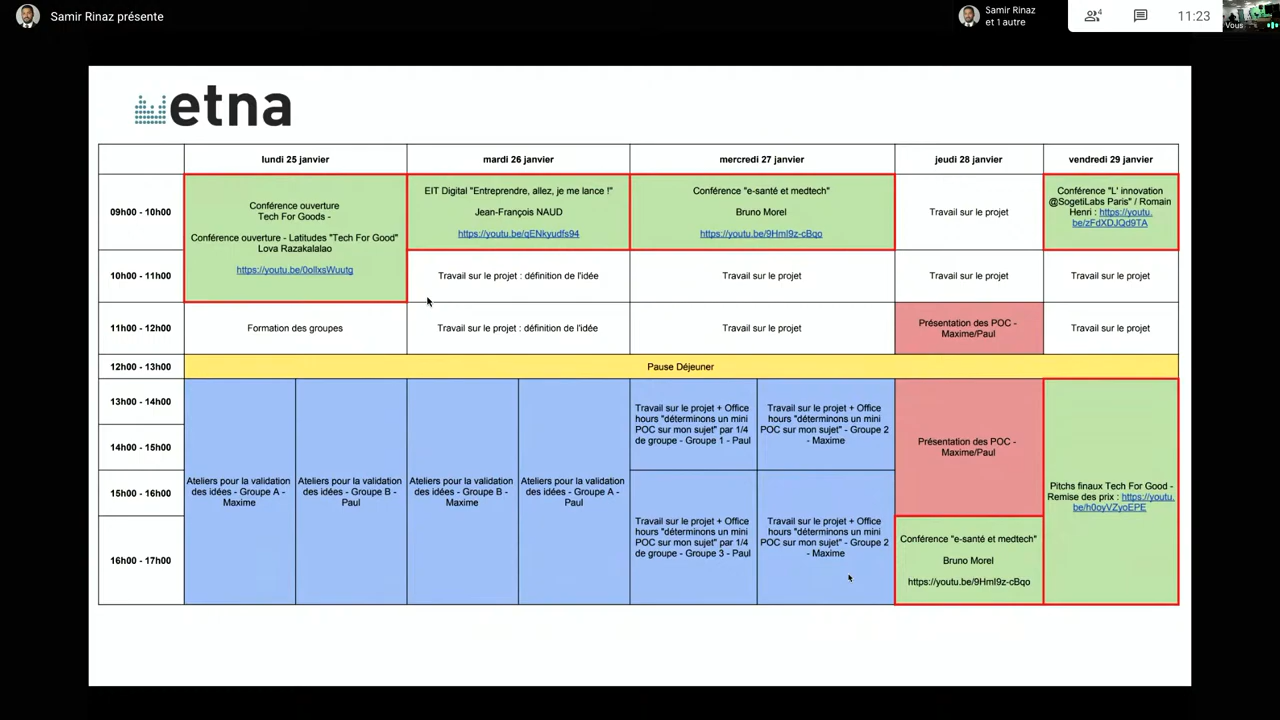 Samir Rinaz présente
Samir Rinaz
et 1 autre
4
11:23
Vous
etna
lundi 25 janvier
mardi 26 janvier
mercredi 27 janvier
jeudi 28 janvier
vendredi 29 janvier
09h00 - 10h00
Conférence ouverture
Tech For Goods -
Conférence ouverture - Latitudes "Tech For Good"
Lova Razakalalao
https://youtu.be/0ollxsWuutg
EIT Digital "Entreprendre, allez, je me lance !"
Jean-François NAUD
https://youtu.be/qENkyudfs94
Conférence "e-santé et medtech"
Bruno Morel
https://youtu.be/9HmI9z-cBqo
Travail sur le projet
Conférence "L' innovation
@SogetiLabs Paris" / Romain
Henri : https://youtu.
be/zFdXDJQd9TA
10h00 - 11h00
Travail sur le projet : définition de l'idée
Travail sur le projet
Travail sur le projet
Travail sur le projet
11h00 - 12h00
Formation des groupes
Travail sur le projet : définition de l'idée
Travail sur le projet
Présentation des POC -
Maxime/Paul
Travail sur le projet
12h00 - 13h00
Pause Déjeuner
13h00 - 14h00
14h00 - 15h00
15h00 - 16h00
16h00 - 17h00
Ateliers pour la validation
des idées - Groupe A -
Maxime
Ateliers pour la validation
des idées - Groupe B -
Paul
Ateliers pour la validation
des idées - Groupe B -
Maxime
Ateliers pour la validation
des idées - Groupe A -
Paul
Travail sur le projet + Office
hours "déterminons un mini
POC sur mon sujet" par 1/4
de groupe - Groupe 1 - Paul
Travail sur le projet + Office
hours "déterminons un mini
POC sur mon sujet" - Groupe 2
- Maxime
Travail sur le projet + Office
hours "déterminons un mini
POC sur mon sujet" par 1/4
de groupe - Groupe 3 - Paul
Travail sur le projet + Office
hours "déterminons un mini
POC sur mon sujet" - Groupe 2
- Maxime
Présentation des POC -
Maxime/Paul
Conférence "e-santé et medtech"
Bruno Morel
https://youtu.be/9HmI9z-cBqo
Pitchs finaux Tech For Good -
Remise des prix : https://youtu.
be/h0oyVZyoEPE